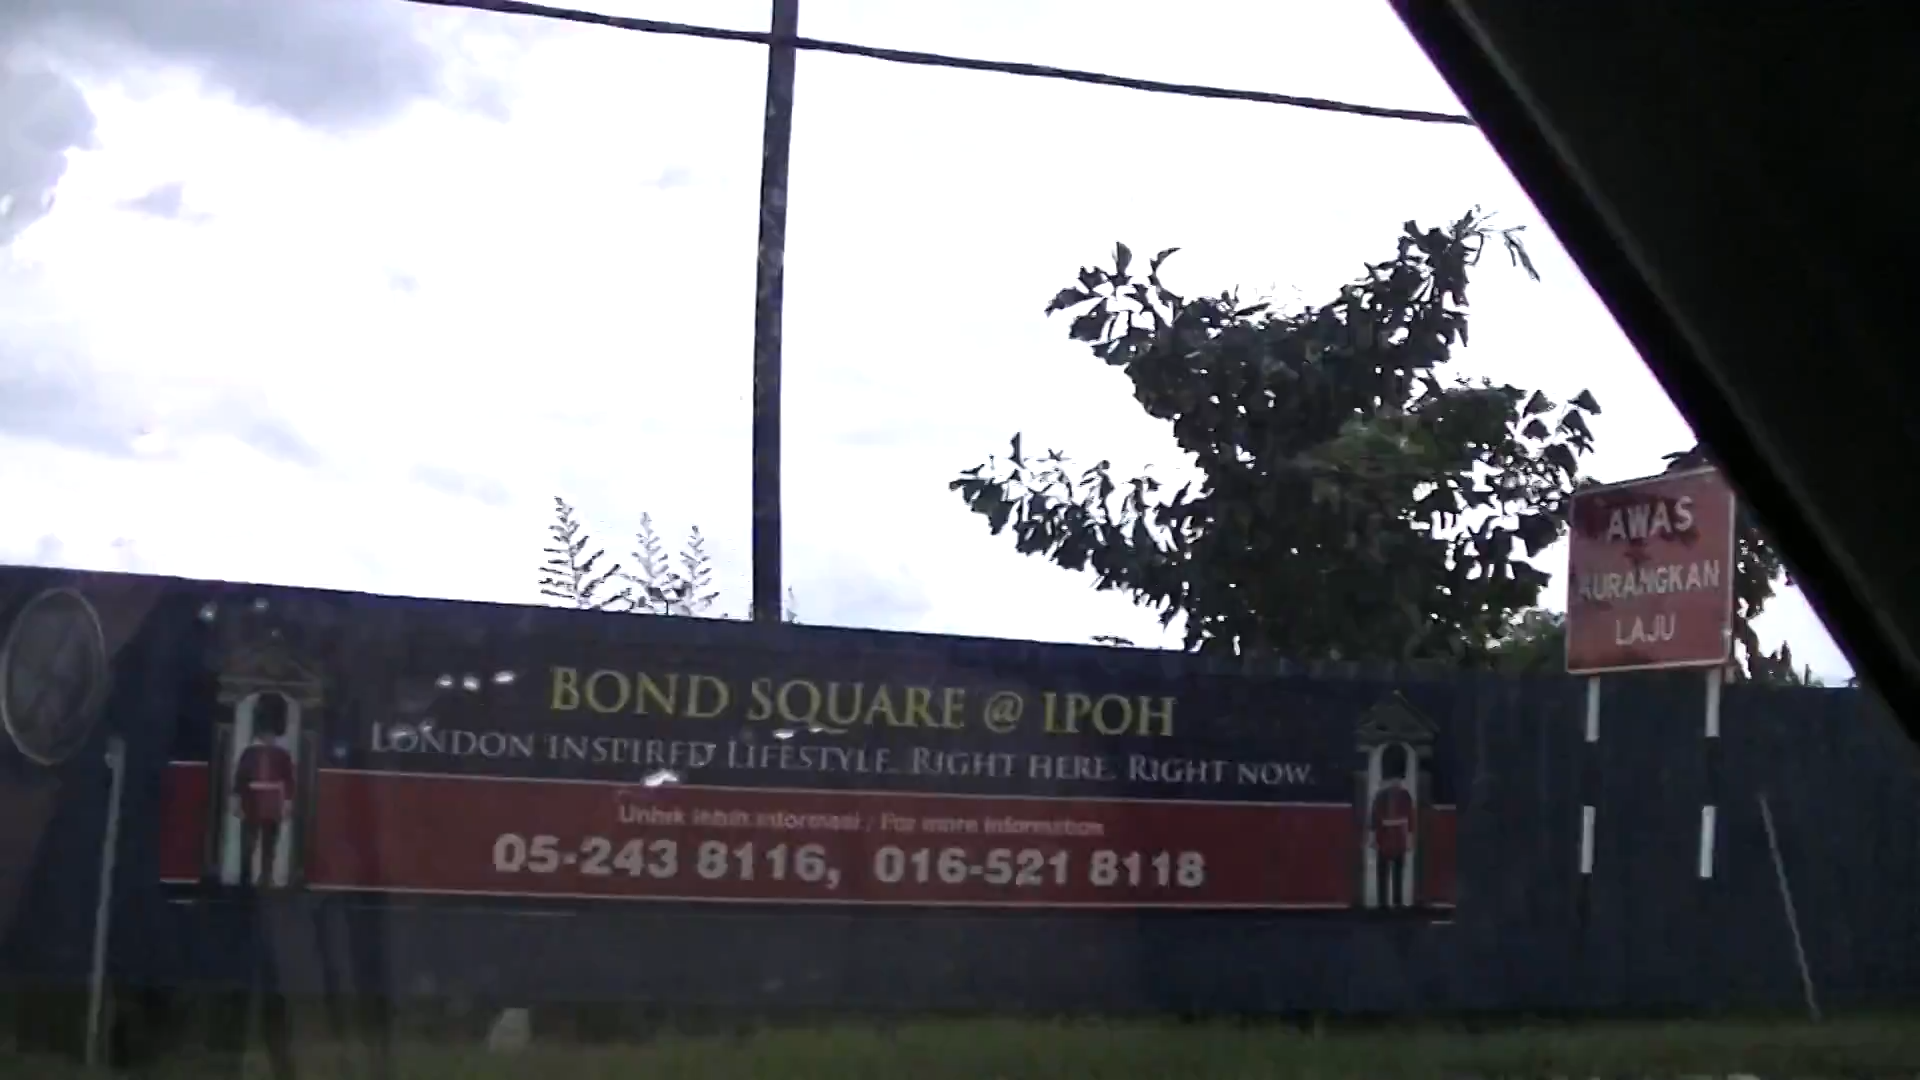 BOND SQUARE @ IPOH
LONDON INSPIRED LIFESTYLE. RIGHT HERE. RIGHT NOW.
Untuk lebih informasi / For more information
05-243 8116, 016-521 8118
AWAS
KURANGKAN
LAJU